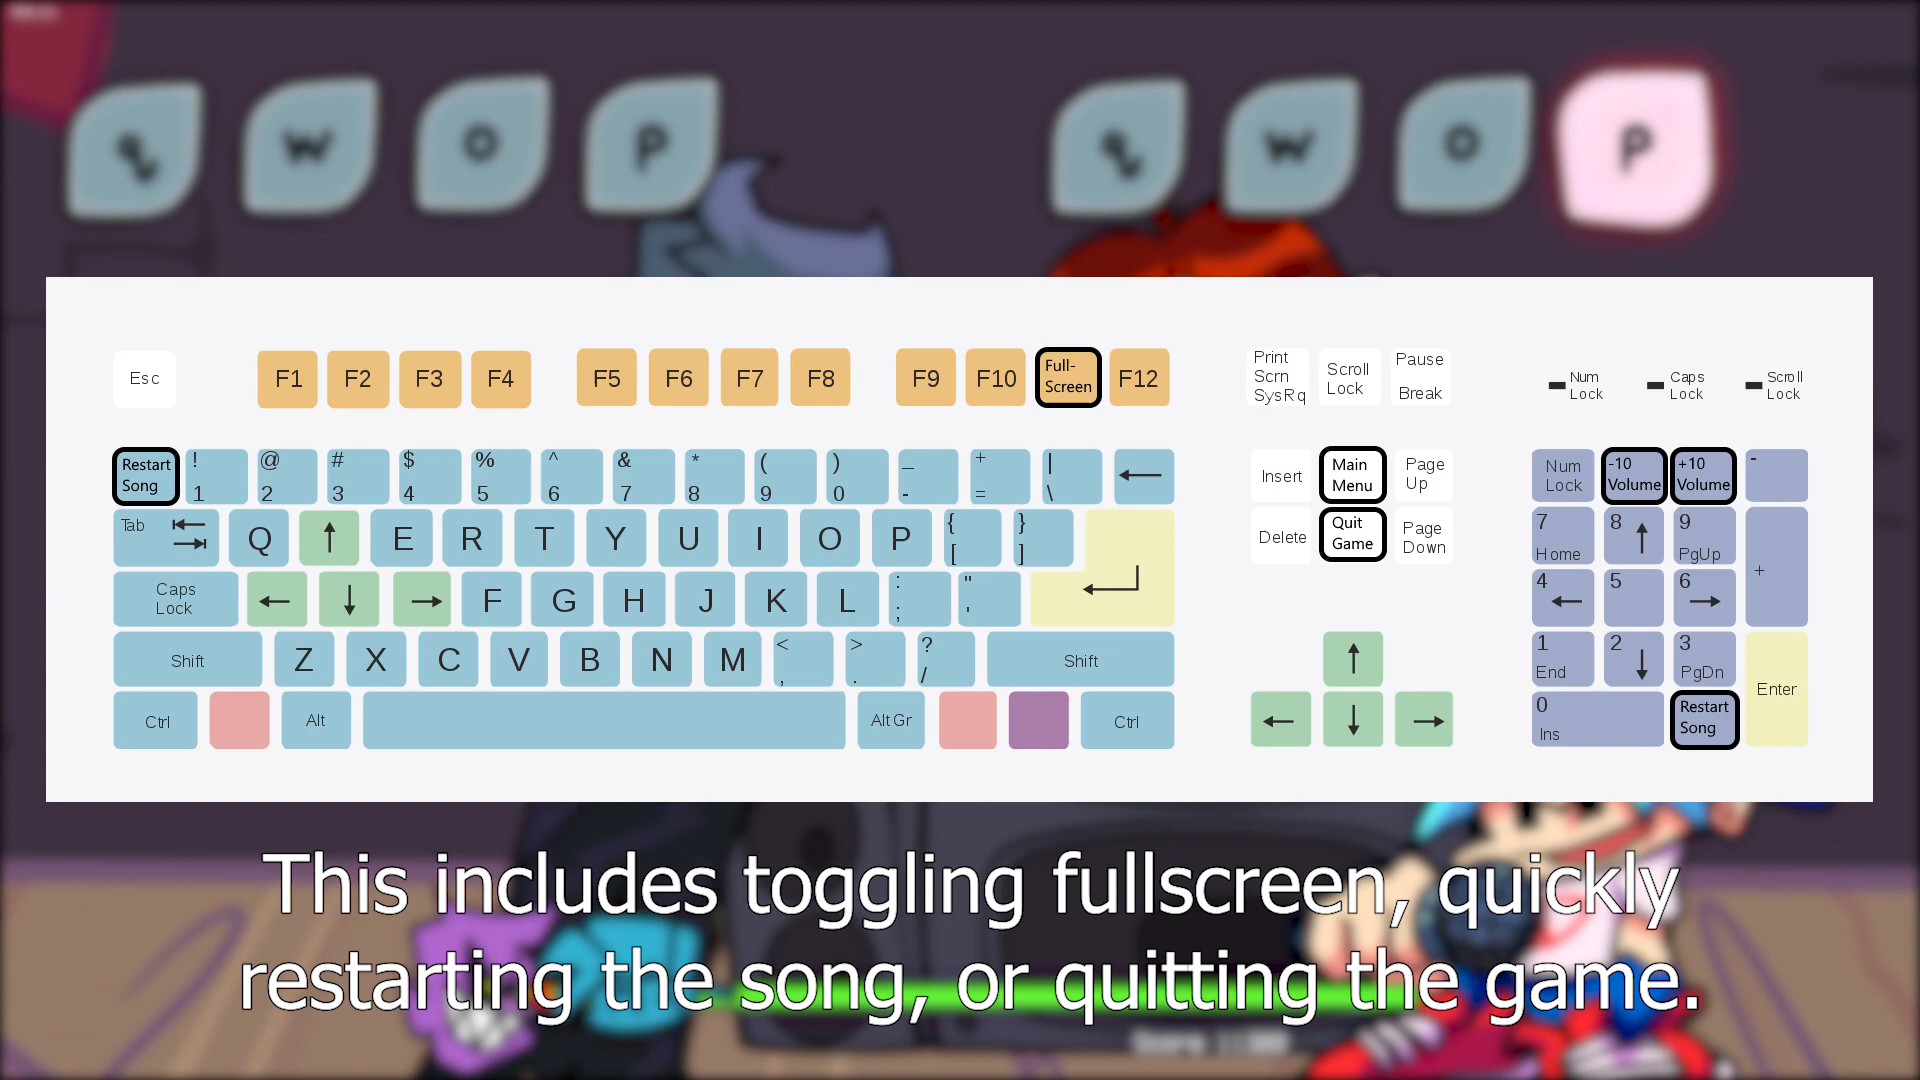 Q W O P Q W O P
Esc F1 F2 F3 F4 F5 F6 F7 F8 F9 F10 Full-
Screen F12 Print
Scrn
SysRq Scroll
Lock Pause
Break Num
Lock Caps
Lock Scroll
Lock
Restart
Song ! 1 @ 2 # 3 $ 4 % 5 ^ 6 & 7 * 8 ( 9 ) 0 _ - + = | \ ← Insert Main
Menu Page
Up Num
Lock -10
Volume +10
Volume -
Tab Q ↑ E R T Y U I O P { [ } ] Delete Quit
Game Page
Down 7
Home 8 ↑ 9
PgUp +
Caps
Lock ← ↓ → F G H J K L : ; " ' 4 ← 5 6 →
Shift Z X C V B N M < , > . ? / Shift ↑ 1
End 2 ↓ 3
PgDn Enter
Ctrl Alt Alt Gr Ctrl ← ↓ → 0
Ins Restart
Song
This includes toggling fullscreen, quickly
restarting the song, or quitting the game.